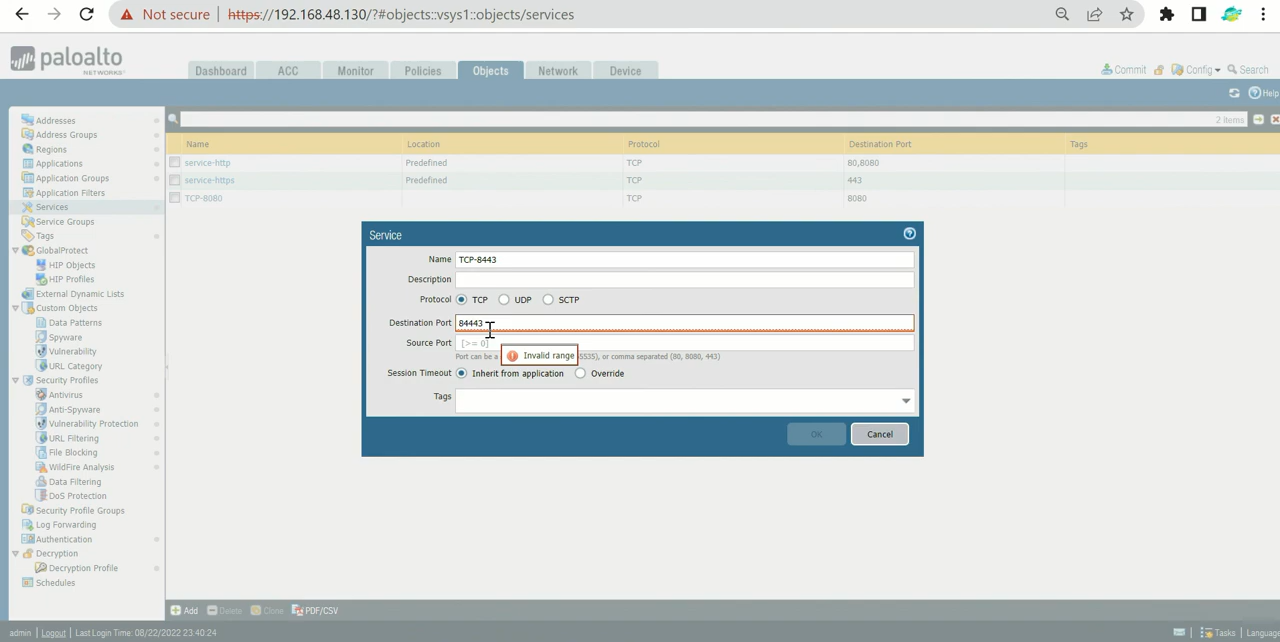 Not secure https://192.168.48.130/?#objects::vsys1::objects/services
paloalto
NETWORKS
Dashboard ACC Monitor Policies Objects Network Device
Commit Config Search
Help
2 items
Name Location Protocol Destination Port Tags
service-http Predefined TCP 80,8080
service-https Predefined TCP 443
TCP-8080 TCP 8080
Addresses
Address Groups
Regions
Applications
Application Groups
Application Filters
Services
Service Groups
Tags
GlobalProtect
HIP Objects
HIP Profiles
External Dynamic Lists
Custom Objects
Data Patterns
Spyware
Vulnerability
URL Category
Security Profiles
Antivirus
Anti-Spyware
Vulnerability Protection
URL Filtering
File Blocking
WildFire Analysis
Data Filtering
DoS Protection
Security Profile Groups
Log Forwarding
Authentication
Decryption
Decryption Profile
Schedules
Service
Name TCP-8443
Description
Protocol TCP UDP SCTP
Destination Port 84443
Source Port [>= 0]
Port can be a Invalid range 5535), or comma separated (80, 8080, 443)
Session Timeout Inherit from application Override
Tags
OK Cancel
Add Delete Clone PDF/CSV
admin | Logout | Last Login Time: 08/22/2022 23:40:24
Tasks | Language